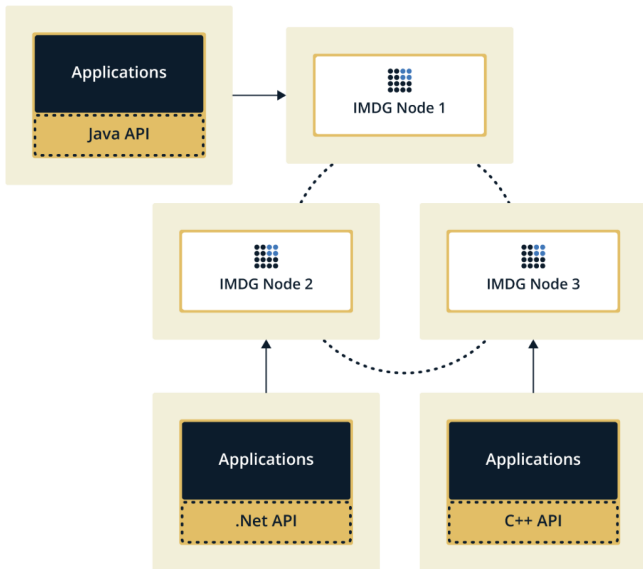 Applications
Java API
IMDG Node 1
IMDG Node 2
IMDG Node 3
Applications
.Net API
Applications
C++ API